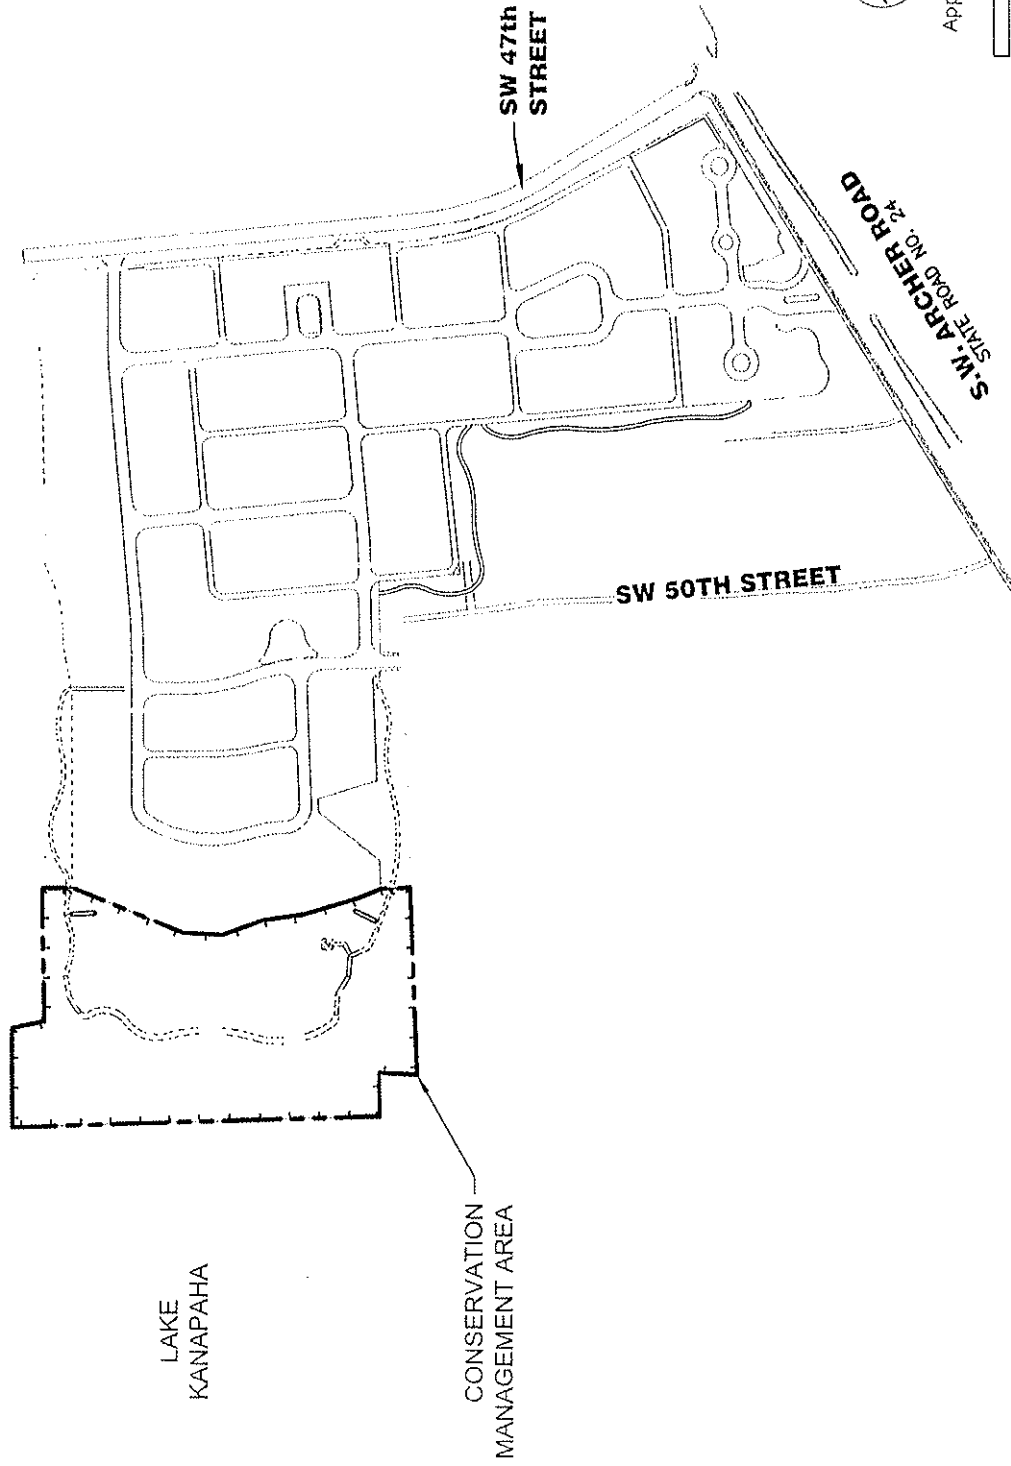 LAKE
KANAPAHA
CONSERVATION
MANAGEMENT AREA
SW 50TH STREET
SW 47th
STREET
S.W. ARCHER ROAD
STATE ROAD NO. 24